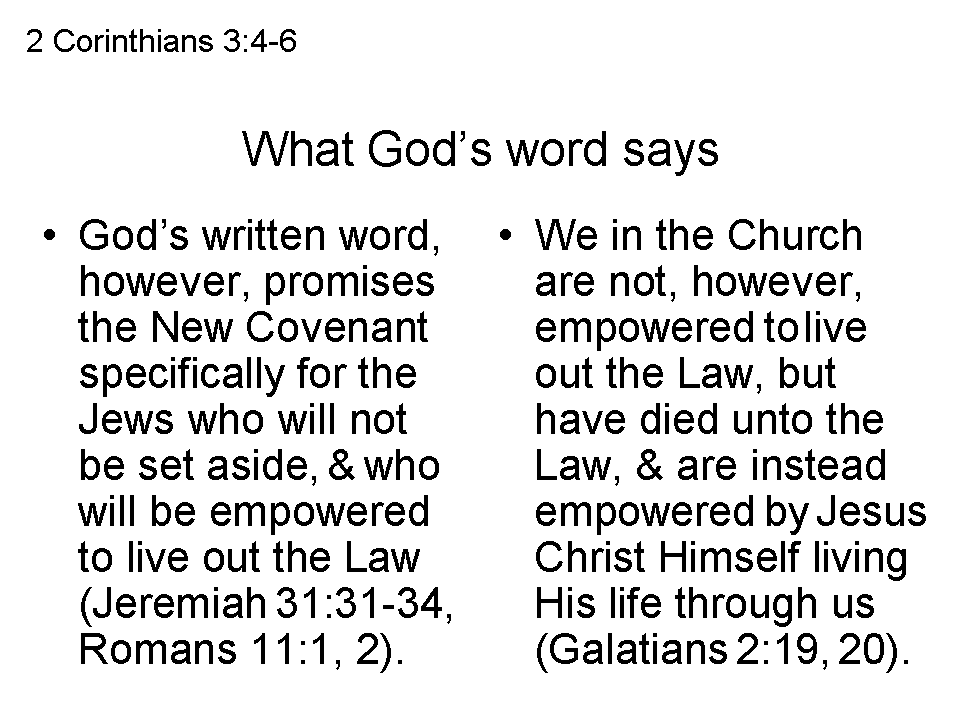 2 Corinthians 3:4-6
What God’s word says
• God’s written word,
however, promises
the New Covenant
specifically for the
Jews who will not
be set aside, & who
will be empowered
to live out the Law
(Jeremiah 31:31-34,
Romans 11:1, 2).
• We in the Church
are not, however,
empowered to live
out the Law, but
have died unto the
Law, & are instead
empowered by Jesus
Christ Himself living
His life through us
(Galatians 2:19, 20).